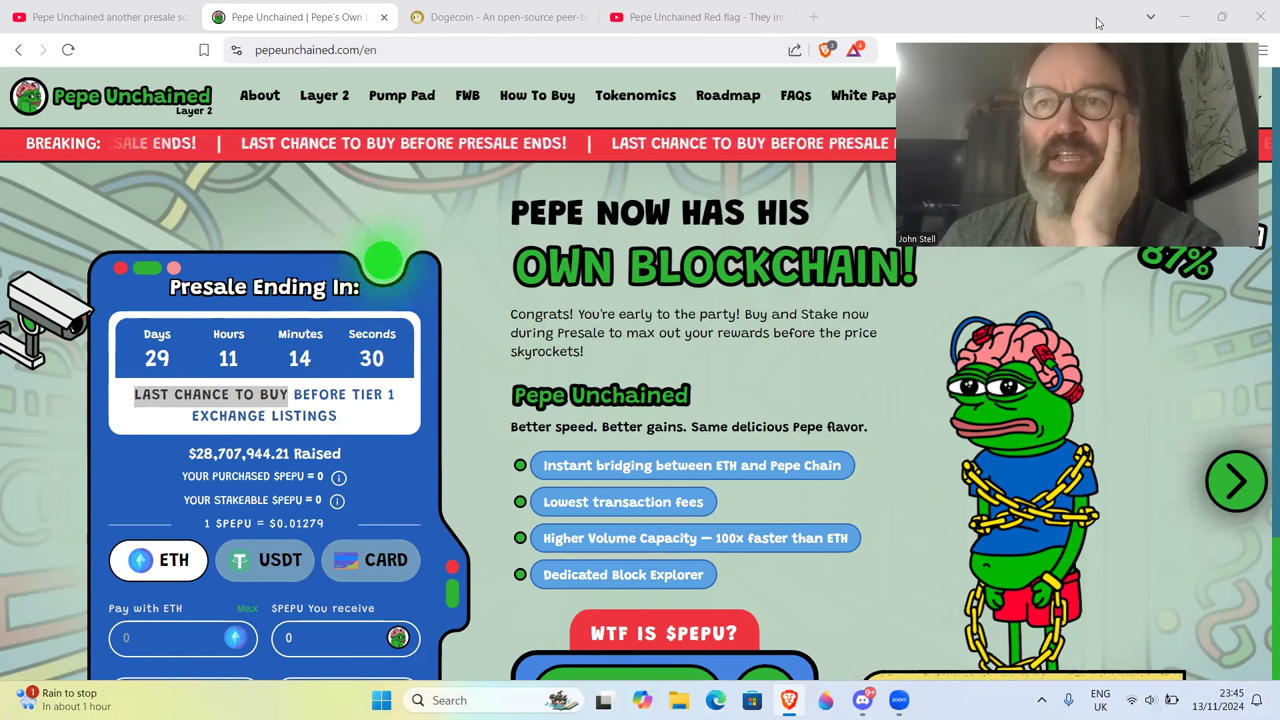 Pepe Unchained another presale sc
Pepe Unchained | Pepe's Own L
Dogecoin - An open-source peer-to
Pepe Unchained Red flag - They inc
pepeunchained.com/en
3
4
Pepe Unchained
Layer 2
About
Layer 2
Pump Pad
FWB
How To Buy
Tokenomics
Roadmap
FAQs
White Pap
BREAKING:
SALE ENDS! | LAST CHANCE TO BUY BEFORE PRESALE ENDS! | LAST CHANCE TO BUY BEFORE PRESALE
John Stell
PEPE NOW HAS HIS
OWN BLOCKCHAIN!
87%
Congrats! You're early to the party! Buy and Stake now
during Presale to max out your rewards before the price
skyrockets!
Pepe Unchained
Better speed. Better gains. Same delicious Pepe flavor.
Instant bridging between ETH and Pepe Chain
Lowest transaction fees
Higher Volume Capacity — 100x faster than ETH
Dedicated Block Explorer
WTF IS $PEPU?
Presale Ending In:
Days Hours Minutes Seconds
29 11 14 30
LAST CHANCE TO BUY BEFORE TIER 1
EXCHANGE LISTINGS
$28,707,944.21 Raised
YOUR PURCHASED $PEPU = 0
YOUR STAKEABLE $PEPU = 0
1 $PEPU = $0.01279
ETH
USDT
CARD
Pay with ETH Max $PEPU You receive
0 0
1
Rain to stop
In about 1 hour
Search
9+
zoom
ENG
UK
23:45
13/11/2024